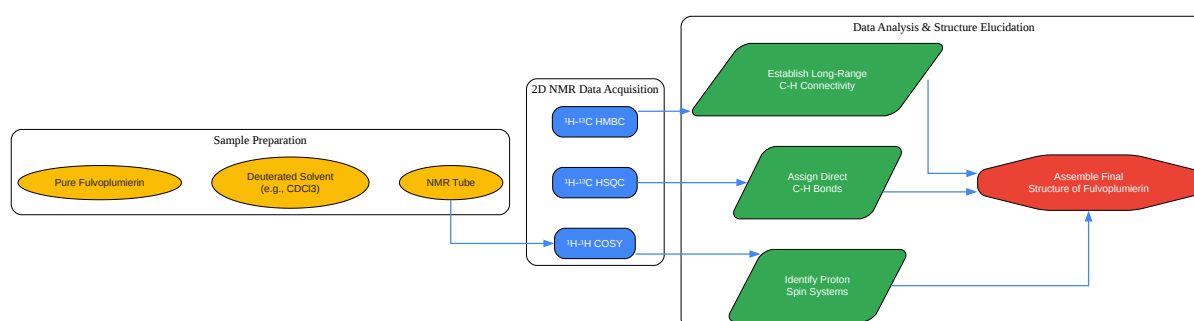 Sample Preparation
Pure Fulvoplumierin
Deuterated Solvent
(e.g., CDCl3)
NMR Tube
2D NMR Data Acquisition
¹H-¹³C HMBC
¹H-¹³C HSQC
¹H-¹H COSY
Data Analysis & Structure Elucidation
Establish Long-Range
C-H Connectivity
Assign Direct
C-H Bonds
Identify Proton
Spin Systems
Assemble Final
Structure of Fulvoplumierin